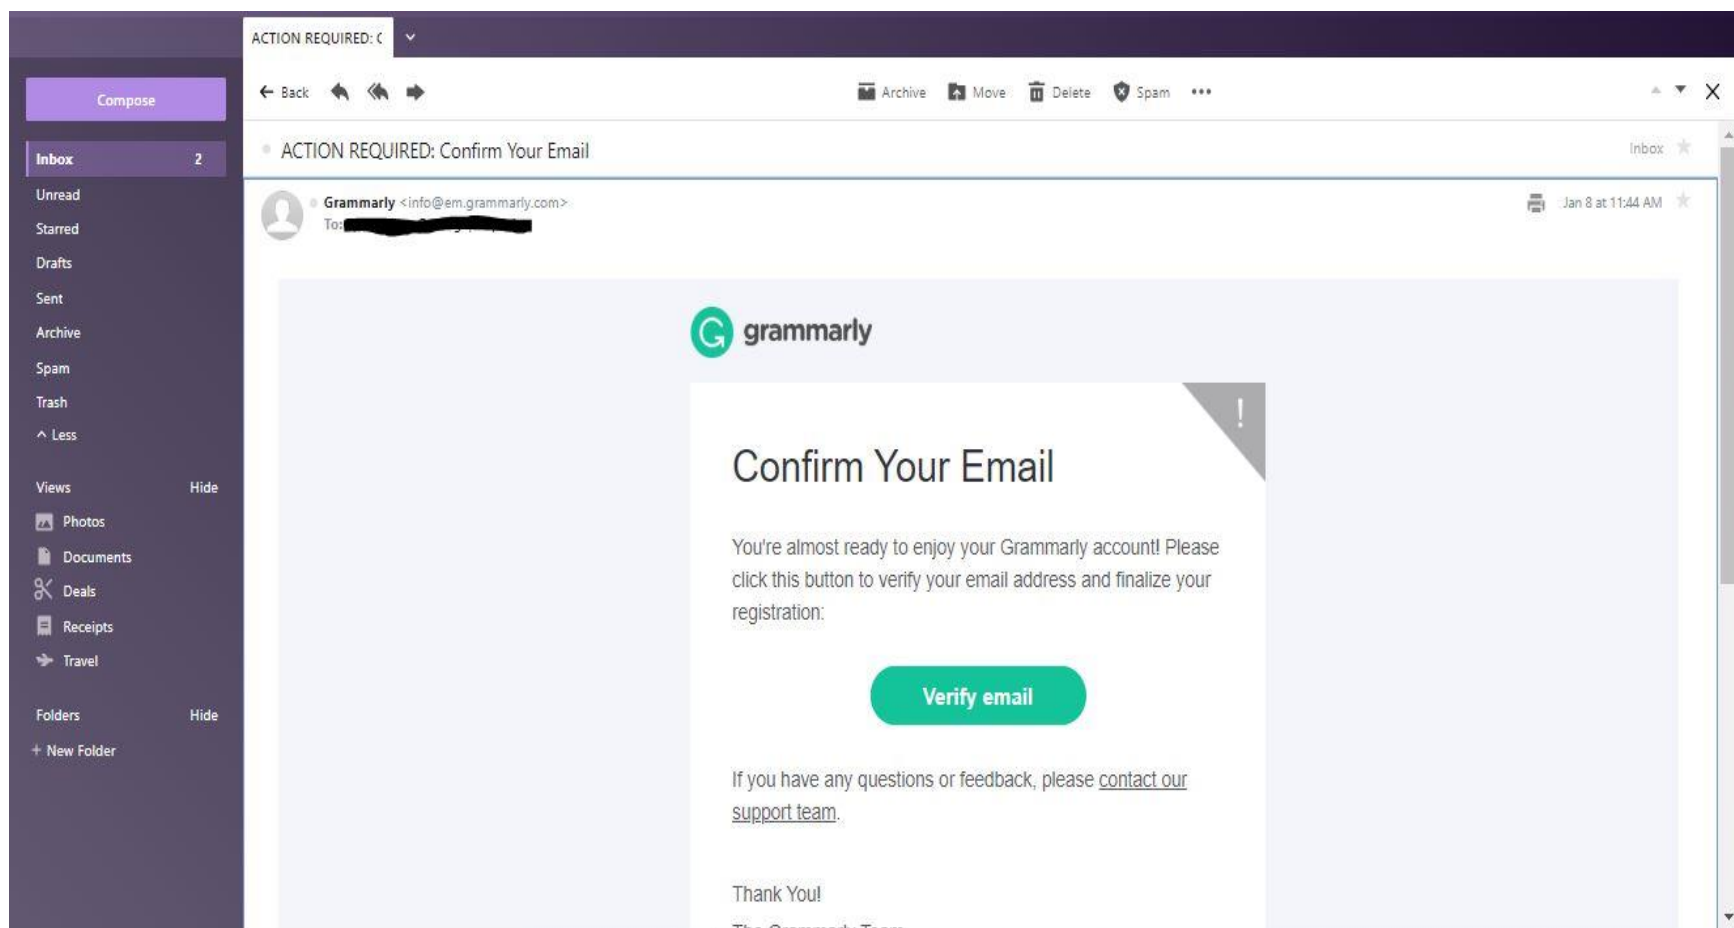 ACTION REQUIRED: C
Compose
Back Archive Move Delete Spam
ACTION REQUIRED: Confirm Your Email Inbox
Inbox 2
Unread
Starred
Drafts
Sent
Archive
Spam
Trash
Less
Views Hide
Photos
Documents
Deals
Receipts
Travel
Folders Hide
+ New Folder
Grammarly <info@em.grammarly.com> Jan 8 at 11:44 AM
To:
grammarly
!
Confirm Your Email
You're almost ready to enjoy your Grammarly account! Please
click this button to verify your email address and finalize your
registration:
Verify email
If you have any questions or feedback, please contact our
support team.
Thank You!
The Grammarly Team